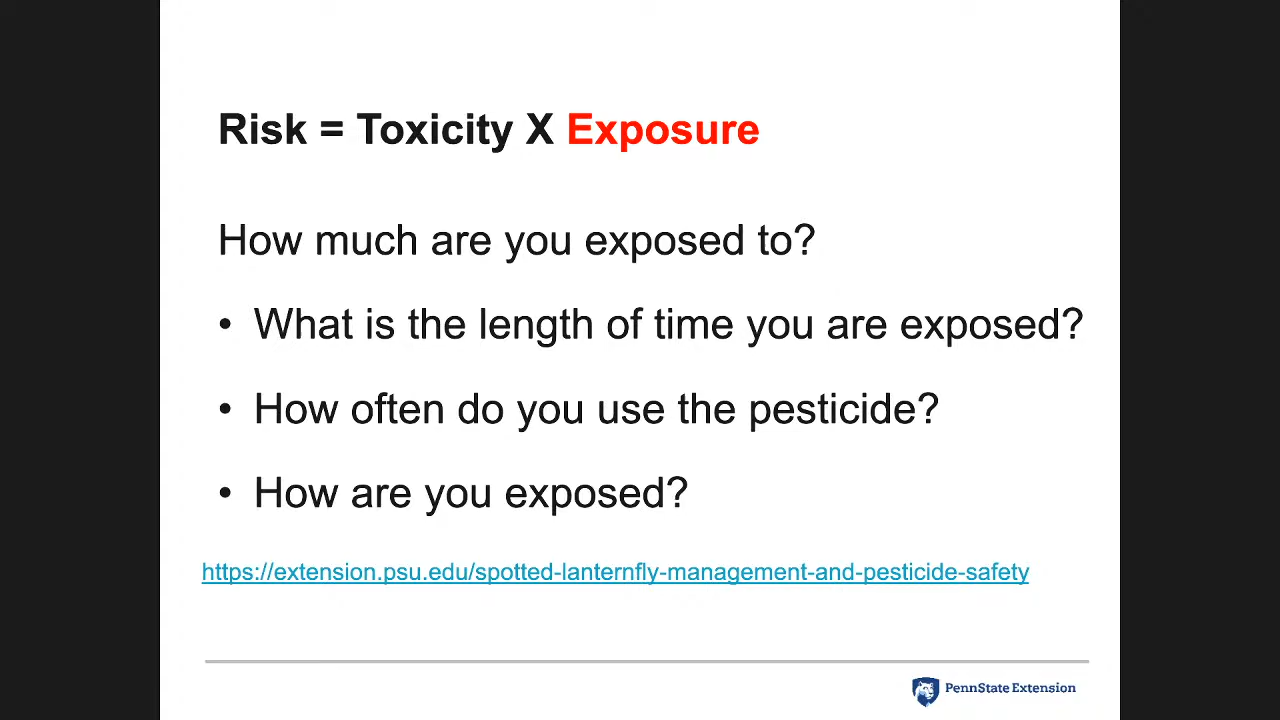 Risk = Toxicity X Exposure
How much are you exposed to?
• What is the length of time you are exposed?
• How often do you use the pesticide?
• How are you exposed?
https://extension.psu.edu/spotted-lanternfly-management-and-pesticide-safety
PennState Extension